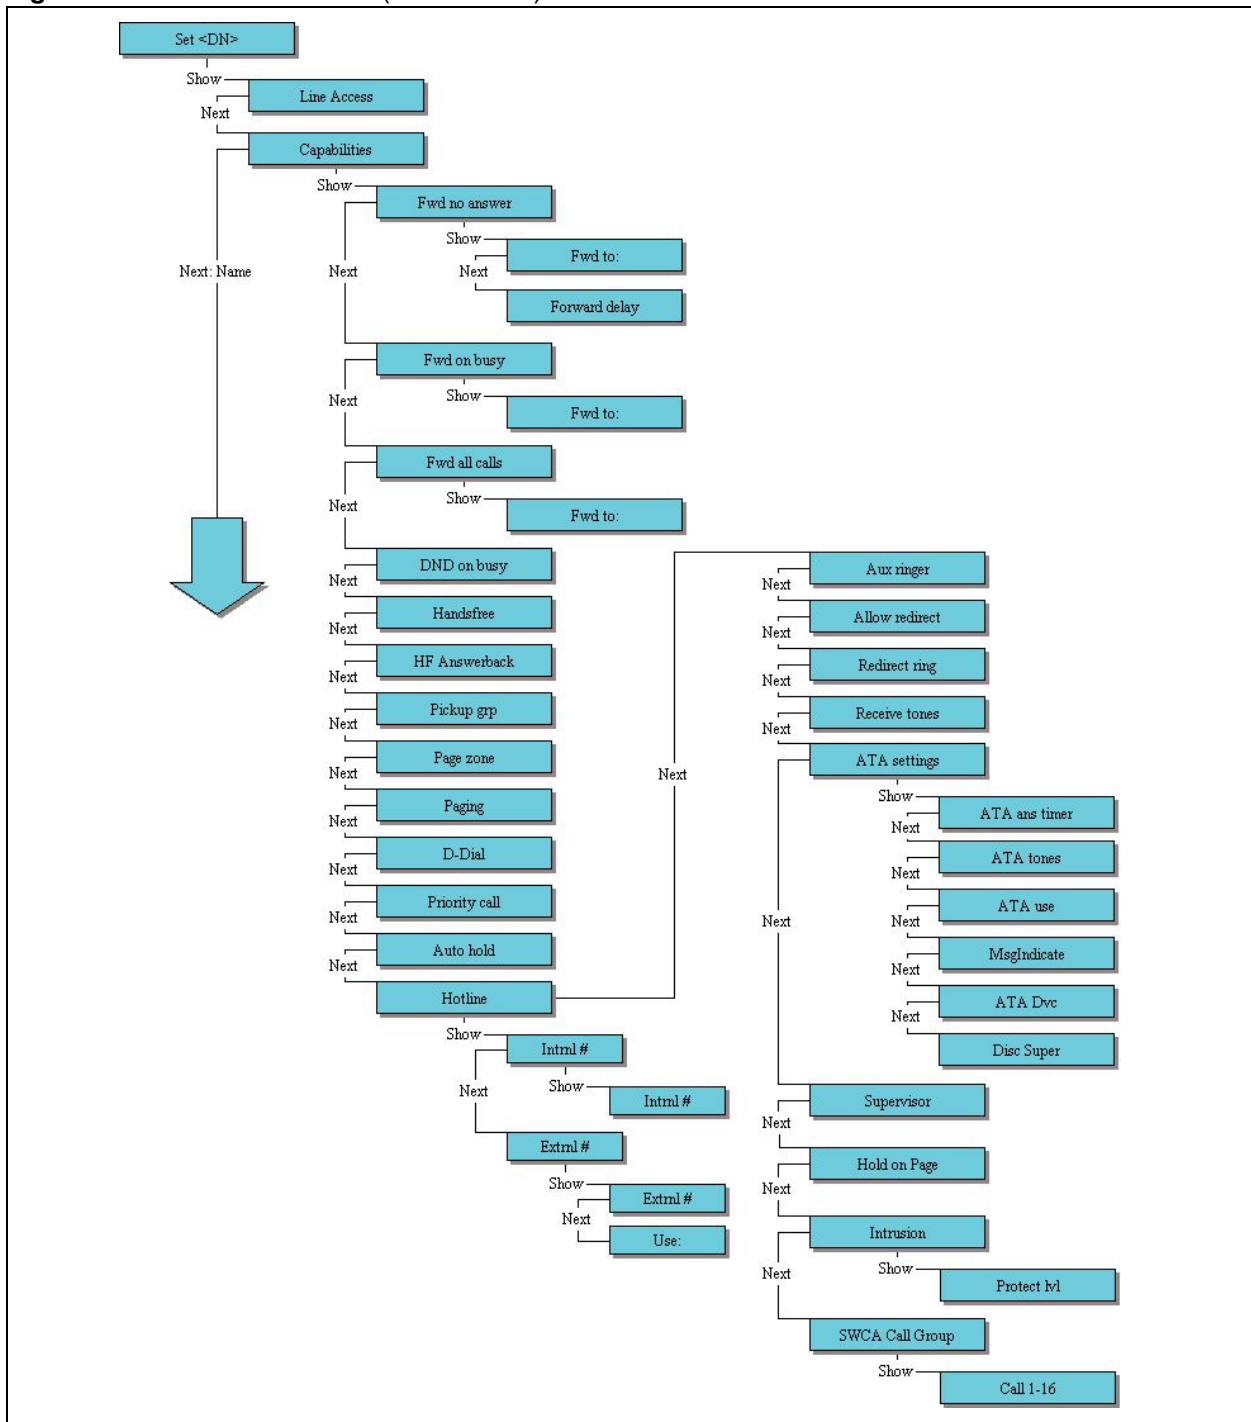 Set <DN>
Show
Line Access
Next
Capabilities
Show
Fwd no answer
Show
Fwd to:
Next: Name
Next
Next
Forward delay
Fwd on busy
Show
Next
Fwd to:
Fwd all calls
Show
Next
Fwd to:
DND on busy
Next
Handsfree
Next
HF Answerback
Next
Pickup grp
Next
Page zone
Next
Paging
Next
D-Dial
Next
Priority call
Next
Auto hold
Next
Hotline
Show
Intrnl #
Show
Next
Intrnl #
Extrnl #
Show
Extrnl #
Next
Use:
Next
Aux ringer
Next
Allow redirect
Next
Redirect ring
Next
Receive tones
Next
ATA settings
Show
ATA ans timer
Next
ATA tones
Next
ATA use
Next
Next
MsgIndicate
Next
ATA Dvc
Next
Disc Super
Supervisor
Next
Hold on Page
Next
Intrusion
Show
Next
Protect lvl
SWCA Call Group
Show
Call 1-16